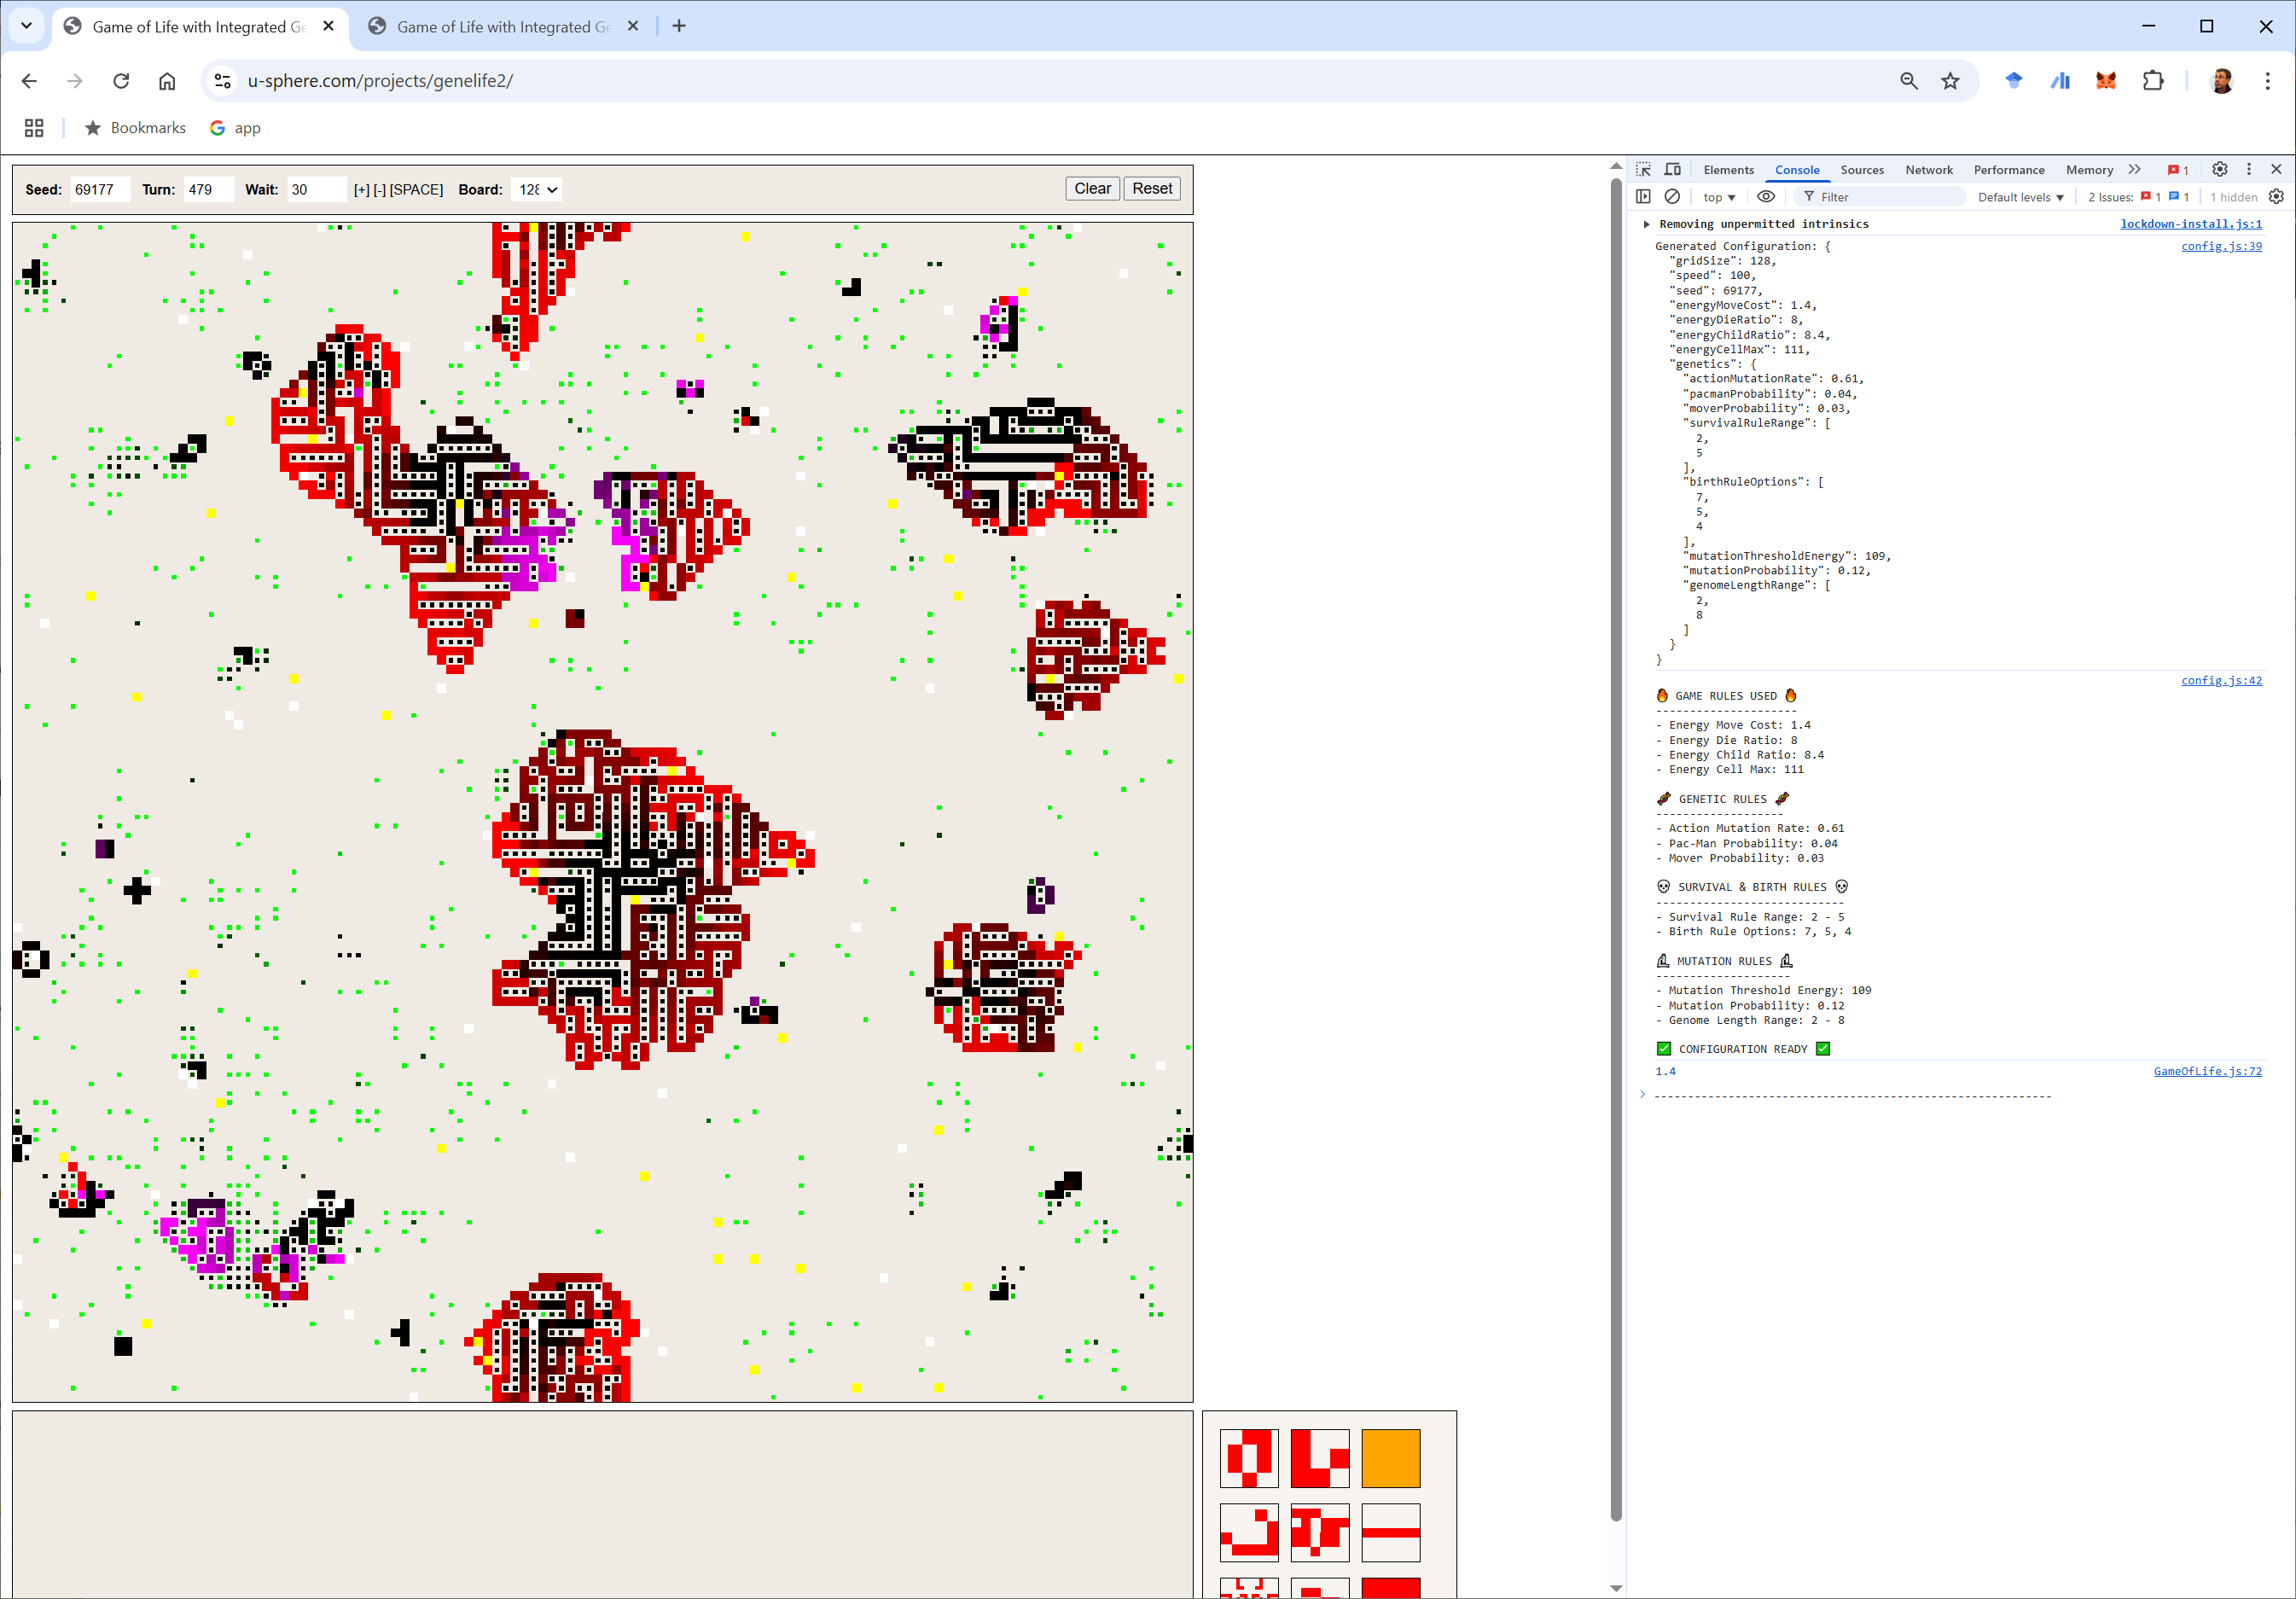 Game of Life with Integrated Ge
Game of Life with Integrated Ge
u-sphere.com/projects/genelife2/
Bookmarks
app
Seed: 69177 Turn: 479 Wait: 30 [+] [-] [SPACE] Board: 128 Clear Reset
Elements Console Sources Network Performance Memory 1
top Filter Default levels 2 Issues: 1 1 1 hidden
Removing unpermitted intrinsics lockdown-install.js:1
Generated Configuration: { config.js:39
"gridSize": 128,
"speed": 100,
"seed": 69177,
"energyMoveCost": 1.4,
"energyDieRatio": 8,
"energyChildRatio": 8.4,
"energyCellMax": 111,
"genetics": {
"actionMutationRate": 0.61,
"pacmanProbability": 0.04,
"moverProbability": 0.03,
"survivalRuleRange": [
2,
5
],
"birthRuleOptions": [
7,
5,
4
],
"mutationThresholdEnergy": 109,
"mutationProbability": 0.12,
"genomeLengthRange": [
2,
8
]
}
}
config.js:42
🔥 GAME RULES USED 🔥
---------------------
- Energy Move Cost: 1.4
- Energy Die Ratio: 8
- Energy Child Ratio: 8.4
- Energy Cell Max: 111
🧬 GENETIC RULES 🧬
-------------------
- Action Mutation Rate: 0.61
- Pac-Man Probability: 0.04
- Mover Probability: 0.03
💀 SURVIVAL & BIRTH RULES 💀
----------------------------
- Survival Rule Range: 2 - 5
- Birth Rule Options: 7, 5, 4
🔬 MUTATION RULES 🔬
--------------------
- Mutation Threshold Energy: 109
- Mutation Probability: 0.12
- Genome Length Range: 2 - 8
✅ CONFIGURATION READY ✅
1.4 GameOfLife.js:72
> -----------------------------------------------------------